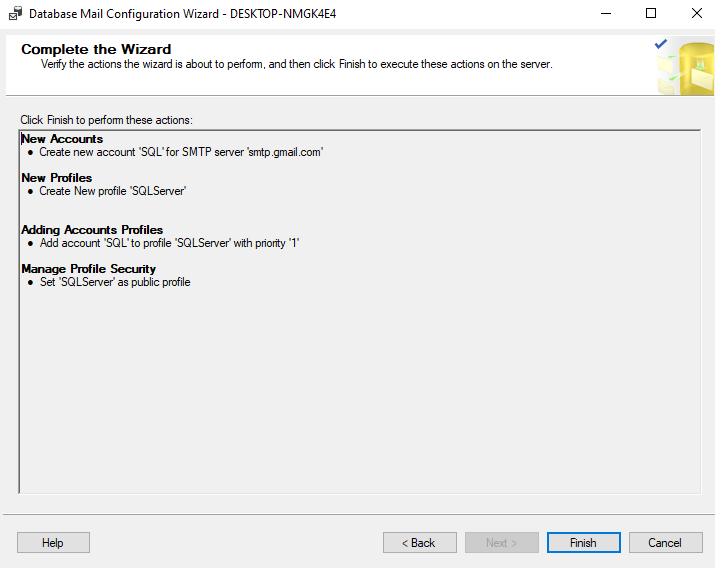 Database Mail Configuration Wizard - DESKTOP-NMGK4E4
Complete the Wizard
Verify the actions the wizard is about to perform, and then click Finish to execute these actions on the server.
Click Finish to perform these actions:
New Accounts
● Create new account 'SQL' for SMTP server 'smtp.gmail.com'
New Profiles
● Create New profile 'SQLServer'
Adding Accounts Profiles
● Add account 'SQL' to profile 'SQLServer' with priority '1'
Manage Profile Security
● Set 'SQLServer' as public profile
Help
< Back
Next >
Finish
Cancel